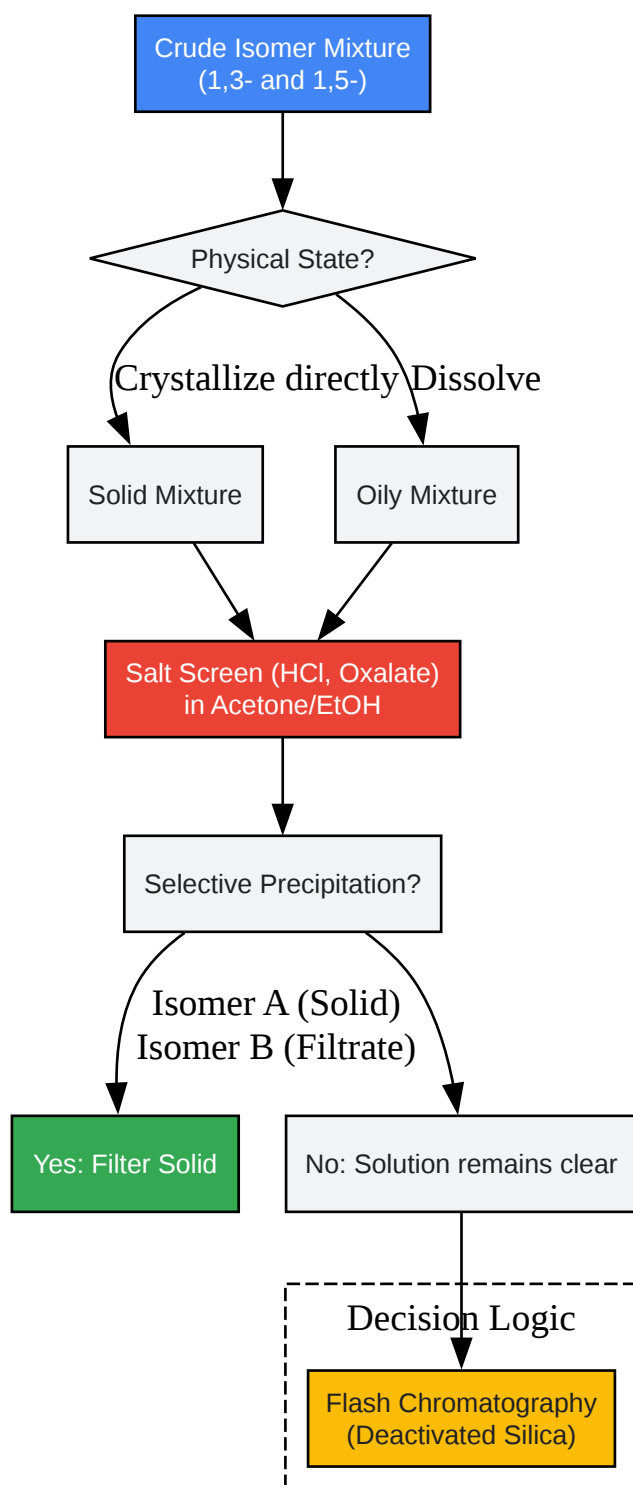 Crude Isomer Mixture
(1,3- and 1,5-)
Physical State?
Crystallize directly
Dissolve
Solid Mixture
Oily Mixture
Salt Screen (HCl, Oxalate)
in Acetone/EtOH
Selective Precipitation?
Isomer A (Solid)
Isomer B (Filtrate)
Yes: Filter Solid
No: Solution remains clear
Decision Logic
Flash Chromatography
(Deactivated Silica)